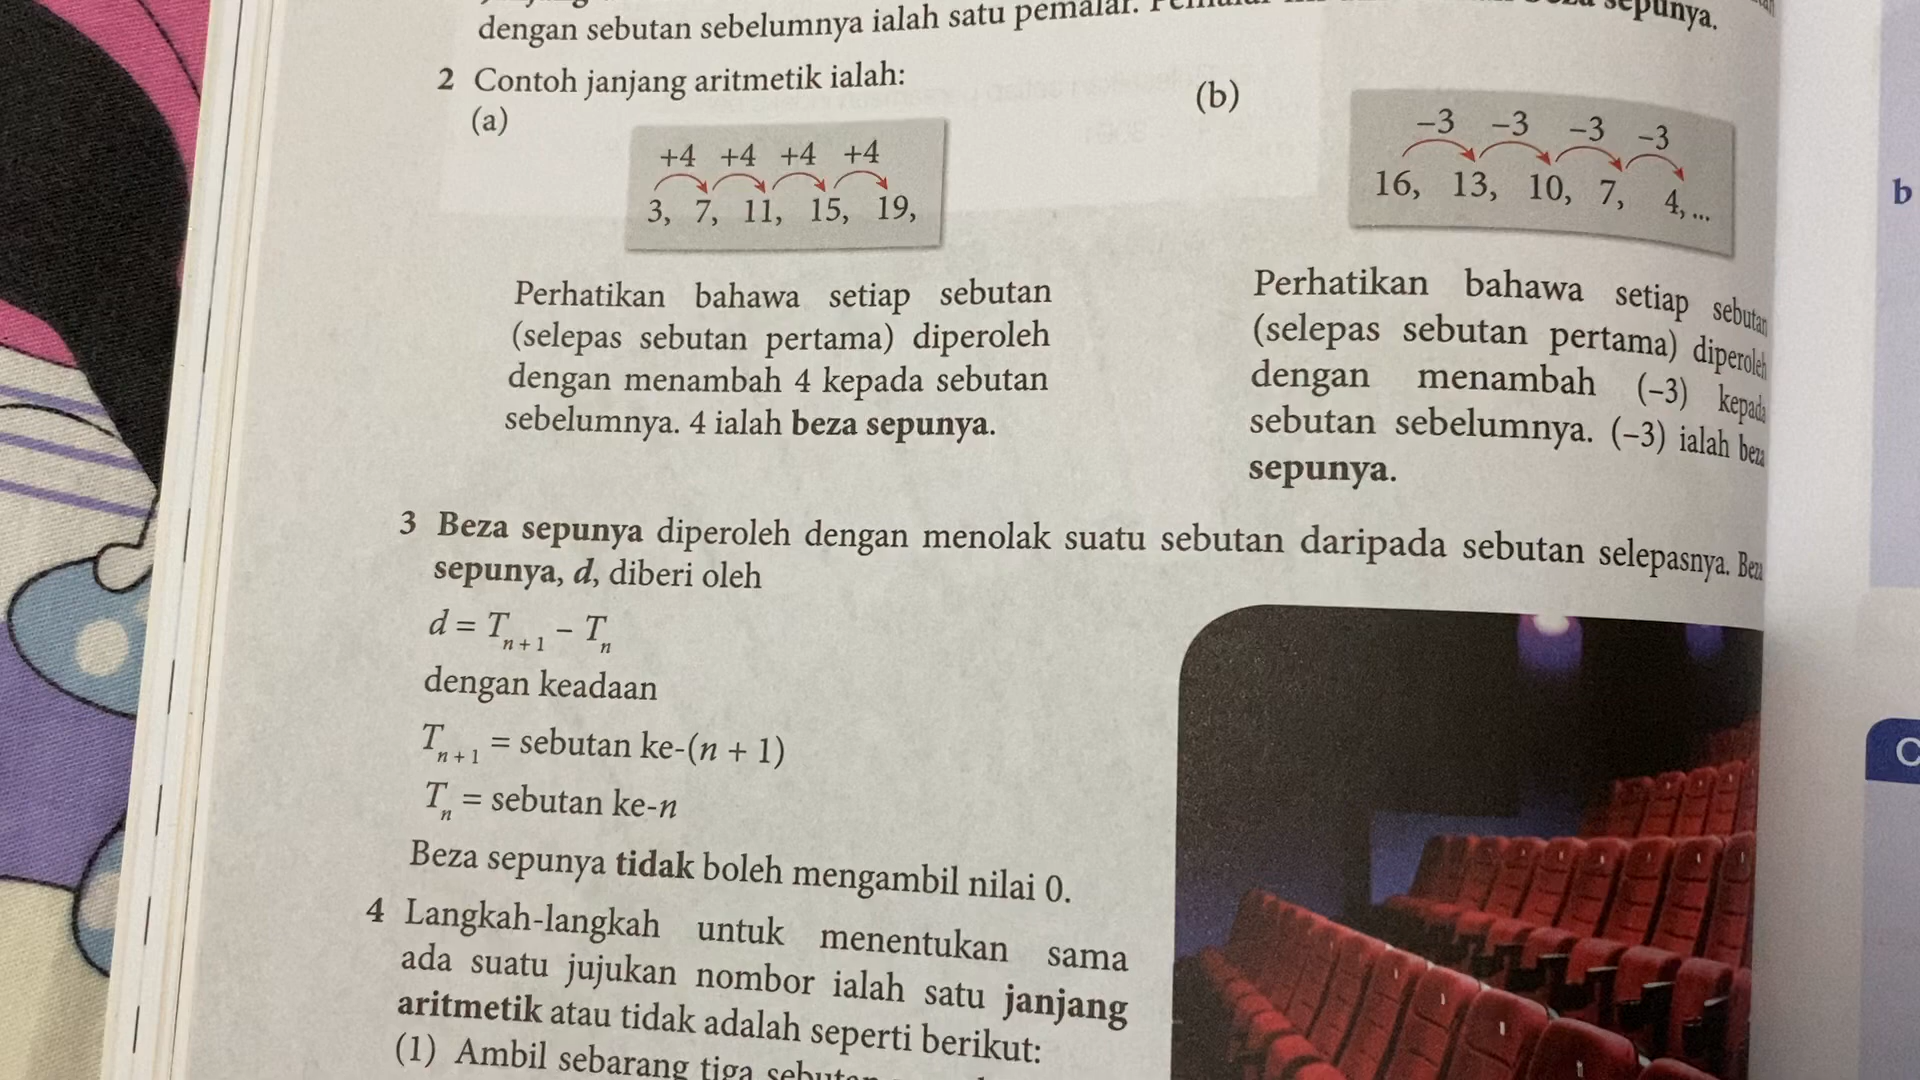 dengan sebutan sebelumnya ialah satu pemalar. sepunya.
2 Contoh janjang aritmetik ialah:
(a)
+4 +4 +4 +4
3, 7, 11, 15, 19,
Perhatikan bahawa setiap sebutan
(selepas sebutan pertama) diperoleh
dengan menambah 4 kepada sebutan
sebelumnya. 4 ialah beza sepunya.
(b)
−3 −3 −3 −3
16, 13, 10, 7, 4, ...
Perhatikan bahawa setiap sebutan
(selepas sebutan pertama) diperoleh
dengan menambah (−3) kepada
sebutan sebelumnya. (−3) ialah beza
sepunya.
3 Beza sepunya diperoleh dengan menolak suatu sebutan daripada sebutan selepasnya. Beza
sepunya, d, diberi oleh
d = Tn + 1 − Tn
dengan keadaan
Tn + 1 = sebutan ke-(n + 1)
Tn = sebutan ke-n
Beza sepunya tidak boleh mengambil nilai 0.
4 Langkah-langkah untuk menentukan sama
ada suatu jujukan nombor ialah satu janjang
aritmetik atau tidak adalah seperti berikut:
(1) Ambil sebarang tiga
b
C